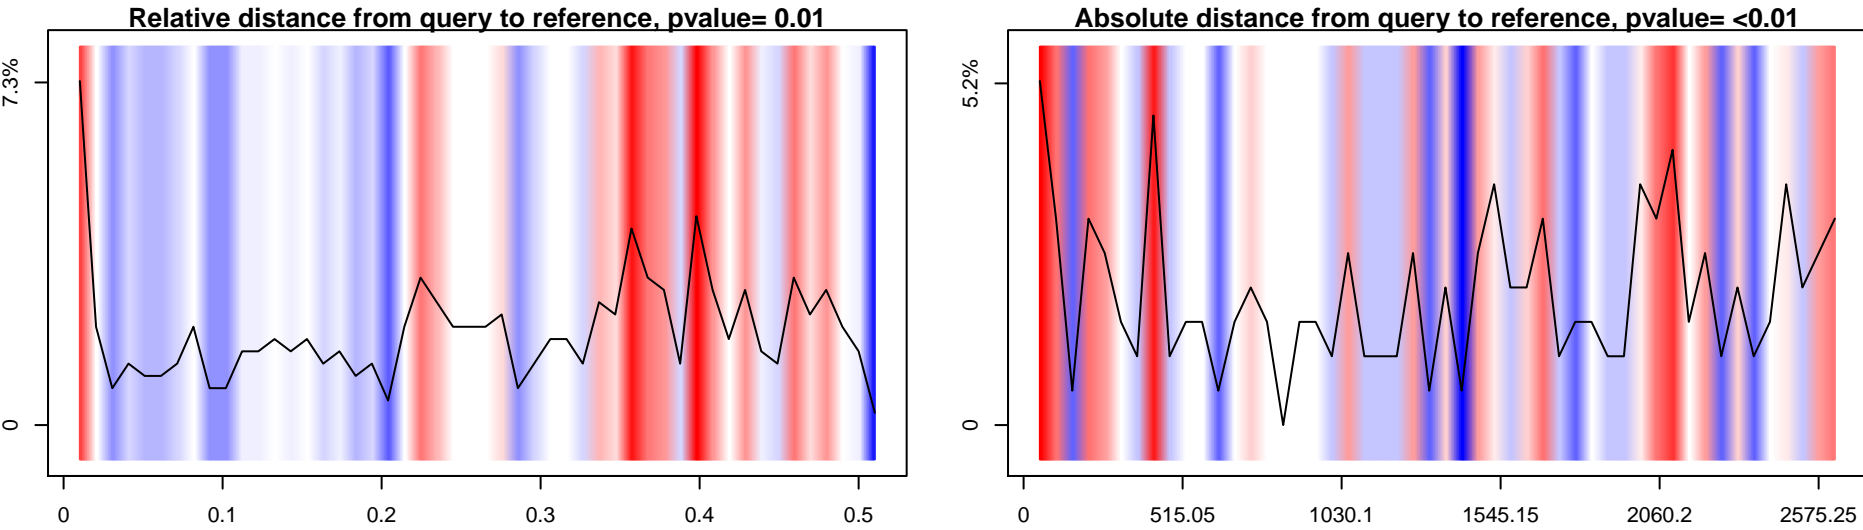 Relative distance from query to reference, pvalue= 0.01
7.3%
0
0 0.1 0.2 0.3 0.4 0.5
Absolute distance from query to reference, pvalue= <0.01
5.2%
0
0 515.05 1030.1 1545.15 2060.2 2575.25